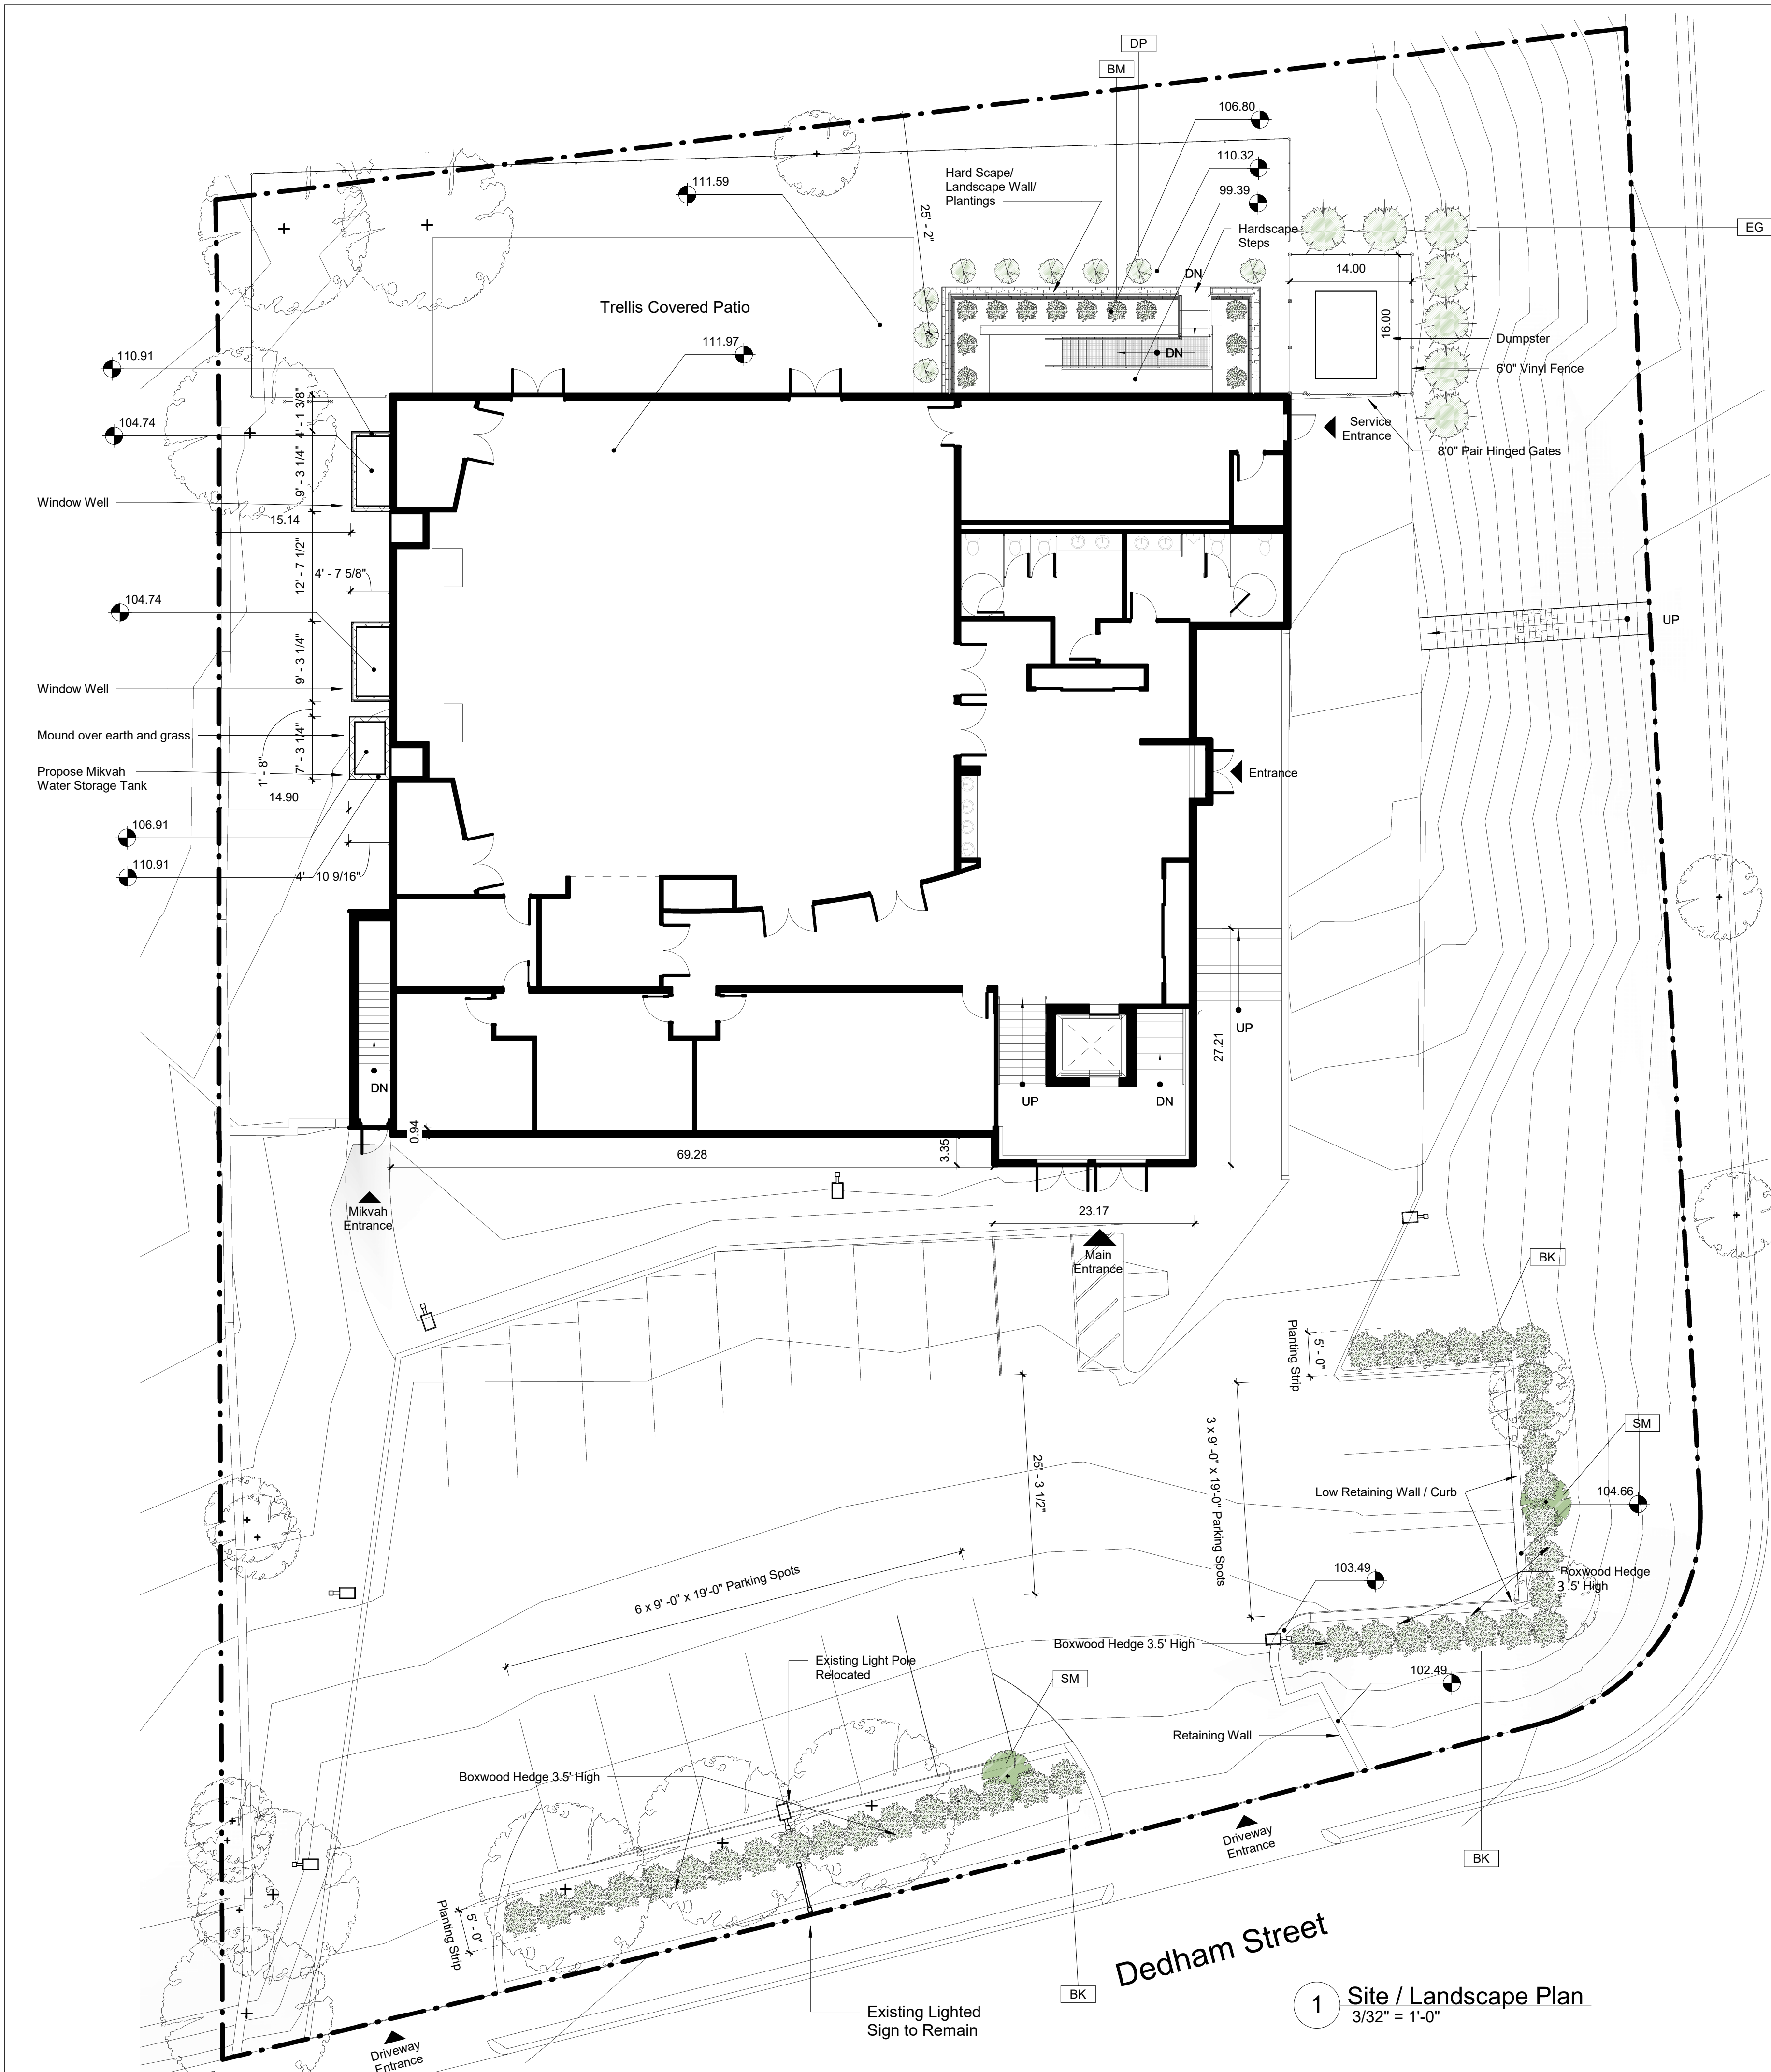 DP
BM
106.80
110.32
99.39
111.59
Hard Scape/
Landscape Wall/
Plantings
25' - 2"
Hardscape
Steps
EG
DN
14.00
16.00
Trellis Covered Patio
DN
Dumpster
6'0" Vinyl Fence
111.97
110.91
4' - 1 3/8"
104.74
Service
Entrance
8'0" Pair Hinged Gates
9' - 3 1/4"
Window Well
15.14
12' - 7 1/2"
4' - 7 5/8"
104.74
UP
9' - 3 1/4"
Window Well
Mound over earth and grass
7' - 3 1/4"
1' - 8"
Propose Mikvah
Water Storage Tank
Entrance
14.90
106.91
110.91
4' - 10 9/16"
UP
27.21
DN
UP
DN
0.94
3.35
69.28
Mikvah
Entrance
23.17
Main
Entrance
BK
Planting Strip
5' - 0"
3 x 9' -0" x 19'-0" Parking Spots
SM
25' - 3 1/2"
Low Retaining Wall / Curb
104.66
103.49
Boxwood Hedge
3.5' High
6 x 9' -0" x 19'-0" Parking Spots
Boxwood Hedge 3.5' High
Existing Light Pole
Relocated
SM
102.49
Retaining Wall
Boxwood Hedge 3.5' High
Driveway
Entrance
BK
Planting Strip
5' - 0"
Dedham Street
BK
Existing Lighted
Sign to Remain
1
Site / Landscape Plan
3/32" = 1'-0"
Driveway
Entrance